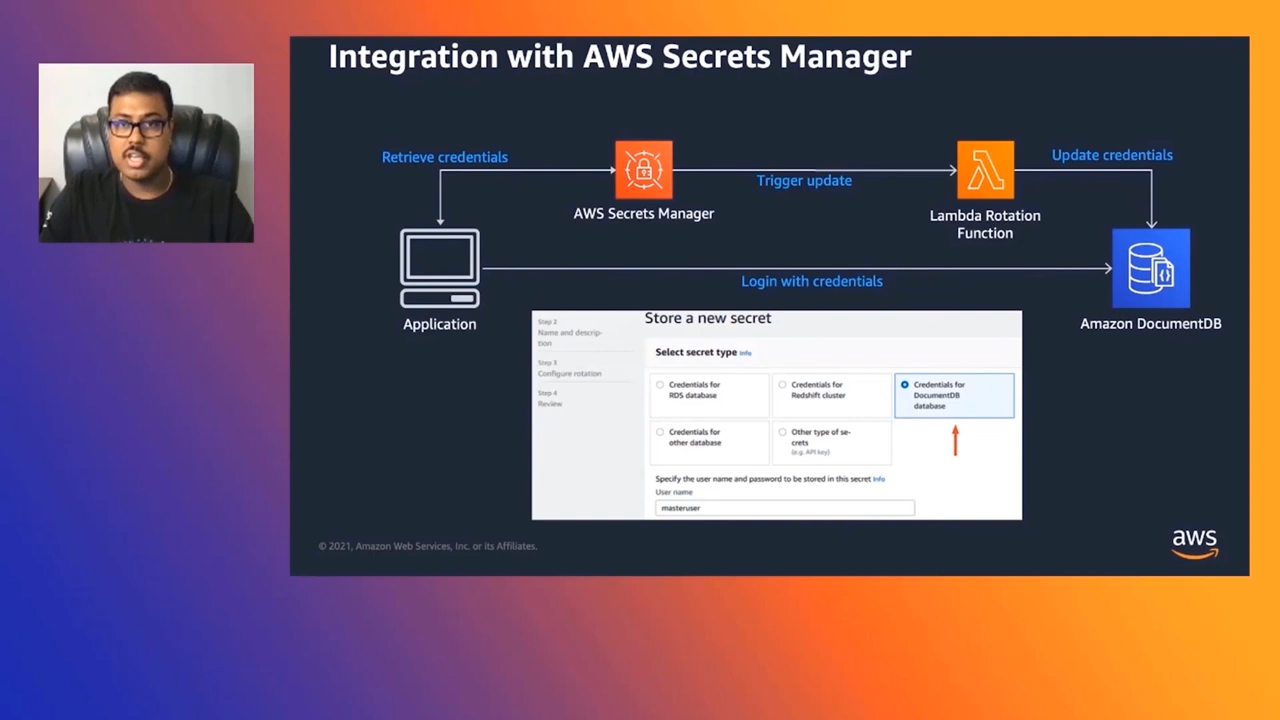 Integration with AWS Secrets Manager
Retrieve credentials
Trigger update
Update credentials
AWS Secrets Manager
Lambda Rotation
Function
Login with credentials
Application
Amazon DocumentDB
Step 2
Name and descrip-
tion
Step 3
Configure rotation
Step 4
Review
Store a new secret
Select secret type Info
Credentials for
RDS database
Credentials for
Redshift cluster
Credentials for
DocumentDB
database
Credentials for
other database
Other type of se-
crets
(e.g. API key)
Specify the user name and password to be stored in this secret Info
User name
masteruser
© 2021, Amazon Web Services, Inc. or its Affiliates.
aws